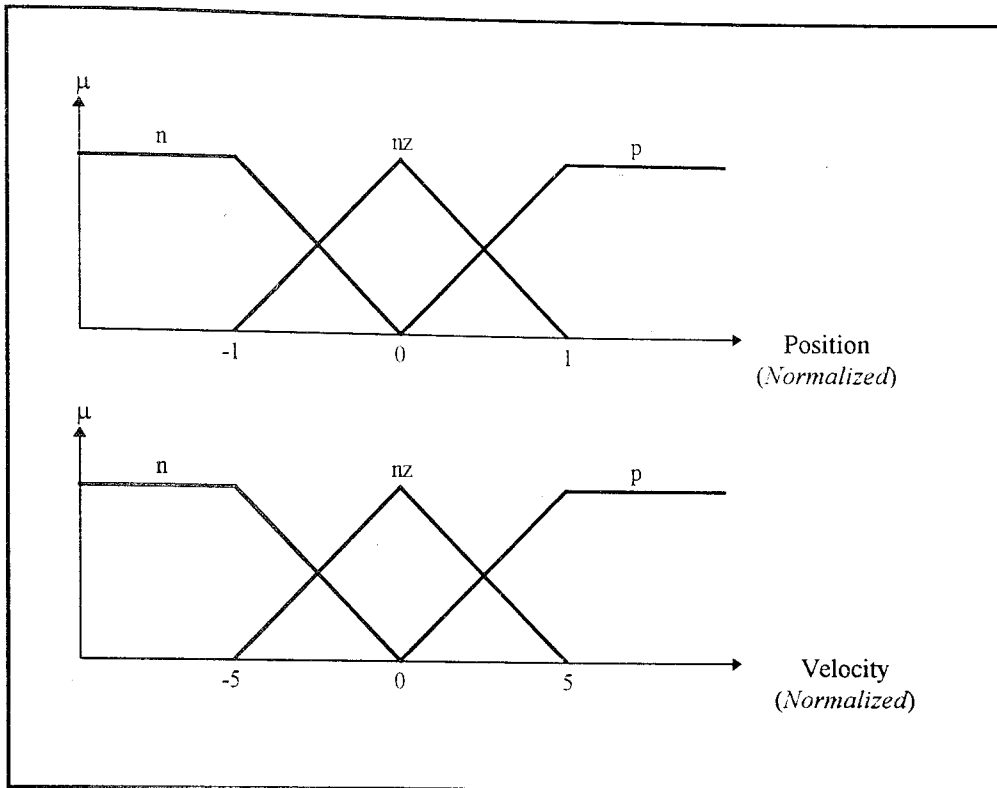 μ
n nz p
-1 0 1
Position
(Normalized)
μ
n nz p
-5 0 5
Velocity
(Normalized)